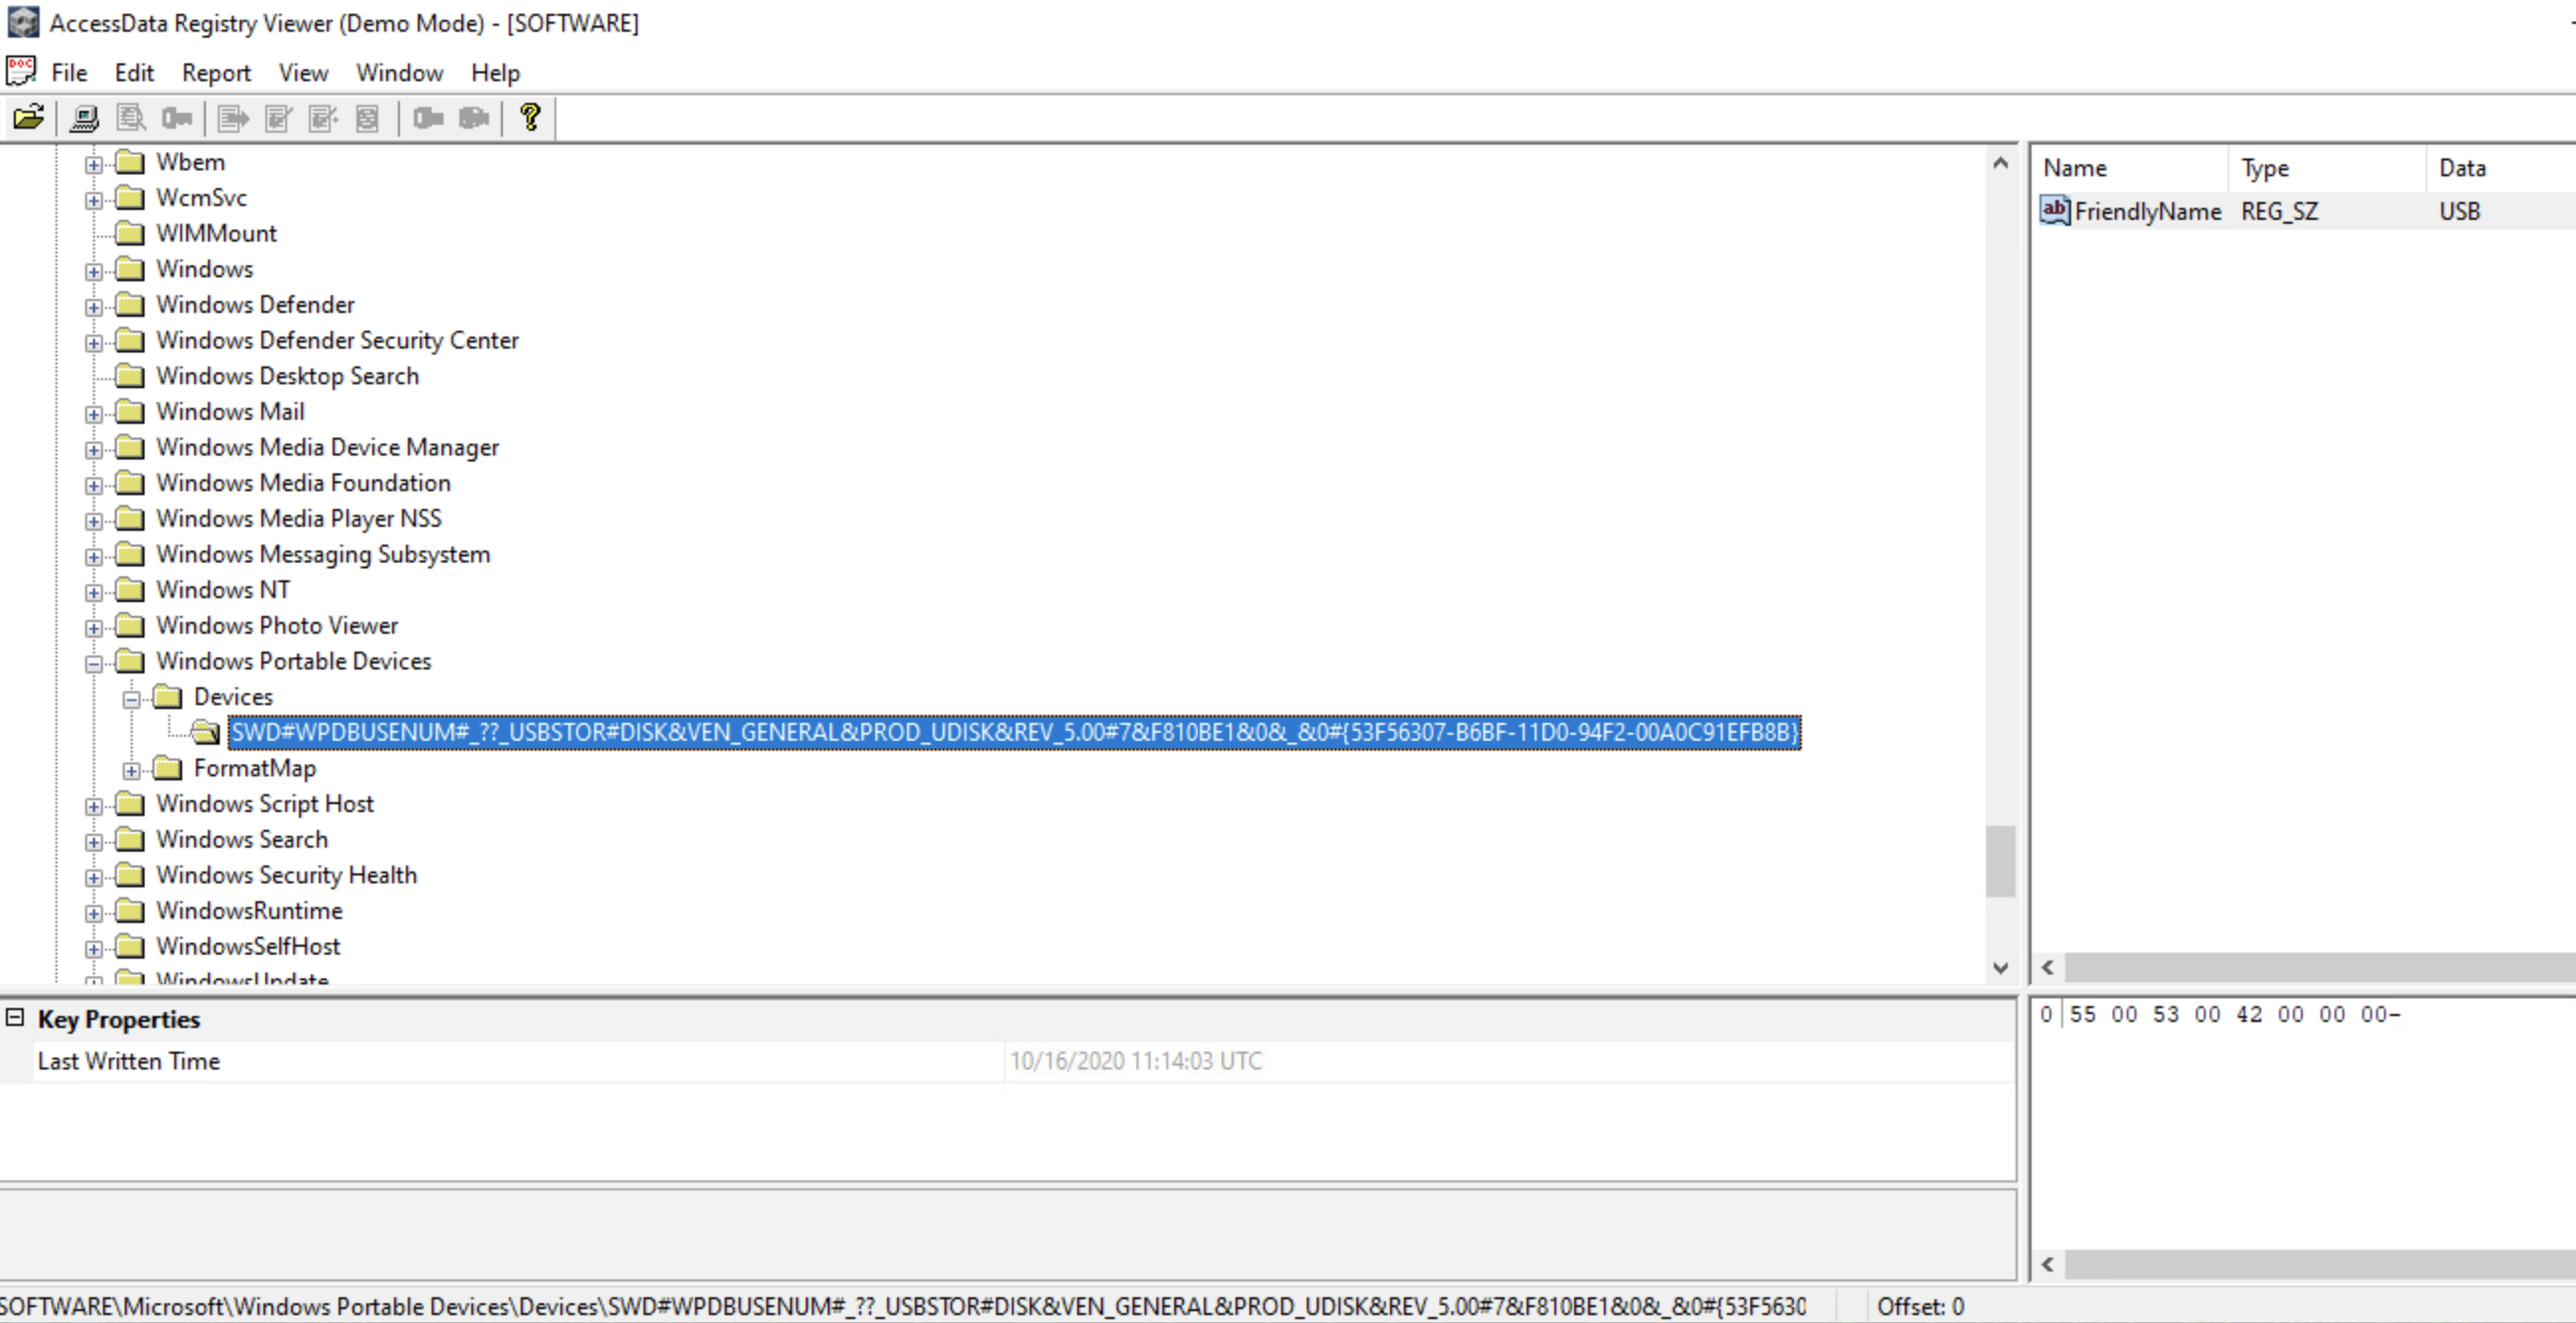 AccessData Registry Viewer (Demo Mode) - [SOFTWARE]
File Edit Report View Window Help
Wbem
WcmSvc
WIMMount
Windows
Windows Defender
Windows Defender Security Center
Windows Desktop Search
Windows Mail
Windows Media Device Manager
Windows Media Foundation
Windows Media Player NSS
Windows Messaging Subsystem
Windows NT
Windows Photo Viewer
Windows Portable Devices
Devices
SWD#WPDBUSENUM#_??_USBSTOR#DISK&VEN_GENERAL&PROD_UDISK&REV_5.00#7&F810BE1&0&_&0#{53F56307-B6BF-11D0-94F2-00A0C91EFB8B}
FormatMap
Windows Script Host
Windows Search
Windows Security Health
WindowsRuntime
WindowsSelfHost
WindowsUpdate
Name Type Data
ab FriendlyName REG_SZ USB
Key Properties
Last Written Time 10/16/2020 11:14:03 UTC
0 55 00 53 00 42 00 00 00-
SOFTWARE\Microsoft\Windows Portable Devices\Devices\SWD#WPDBUSENUM#_??_USBSTOR#DISK&VEN_GENERAL&PROD_UDISK&REV_5.00#7&F810BE1&0&_&0#{53F5630
Offset: 0